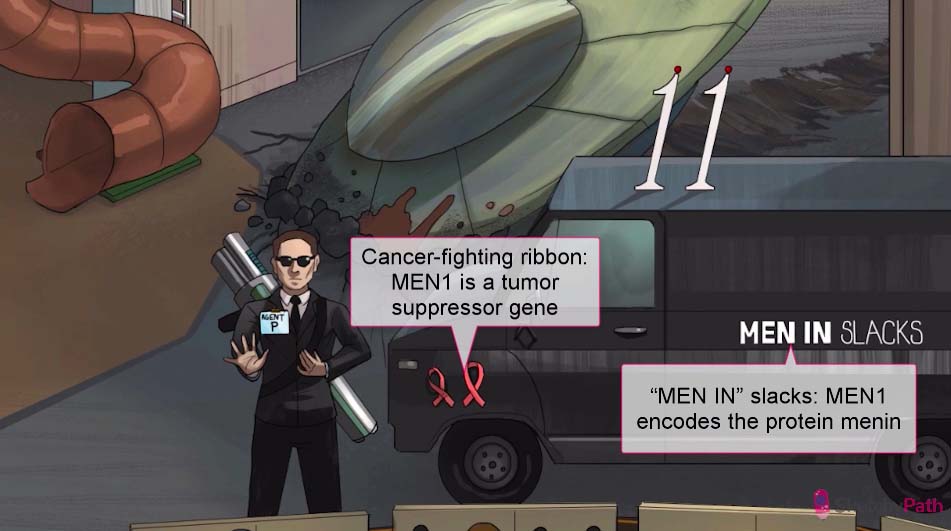 11
Cancer-fighting ribbon:
MEN1 is a tumor
suppressor gene
AGENT
P
MEN IN SLACKS
“MEN IN” slacks: MEN1
encodes the protein menin
Path